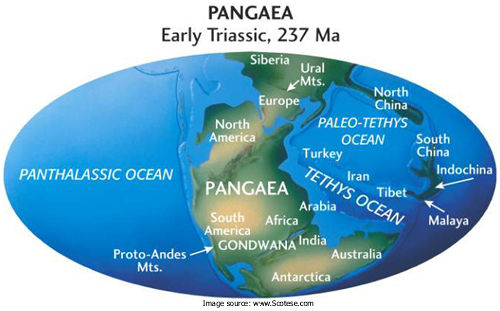 PANGAEA
Early Triassic, 237 Ma
Siberia
Ural
Mts.
Europe
North
China
North
America
PALEO-TETHYS
OCEAN
South
China
Turkey
Indochina
PANTHALASSIC OCEAN
PANGAEA
TETHYS OCEAN
Iran
Tibet
Arabia
Malaya
South
America
Africa
GONDWANA
India
Proto-Andes
Mts.
Australia
Antarctica
Image source: www.Scotese.com